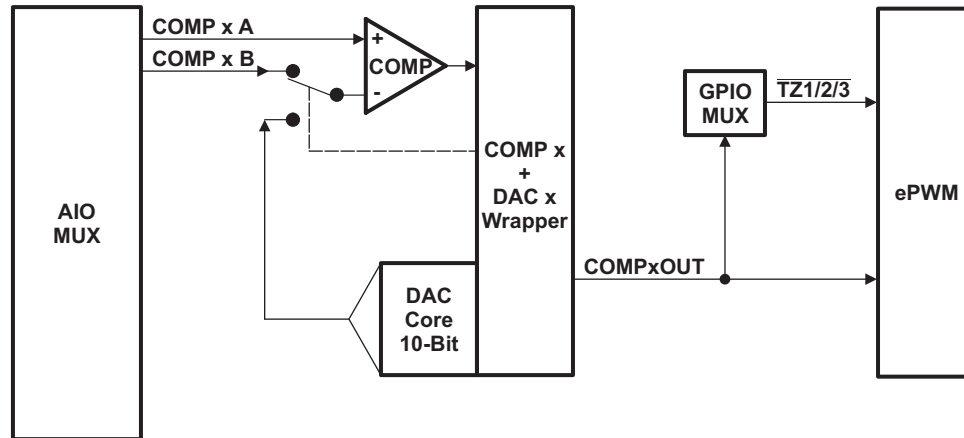 AIO
MUX
COMP x A
COMP x B
+
COMP
-
COMP x
+
DAC x
Wrapper
DAC
Core
10-Bit
COMPxOUT
GPIO
MUX
TZ1/2/3
ePWM